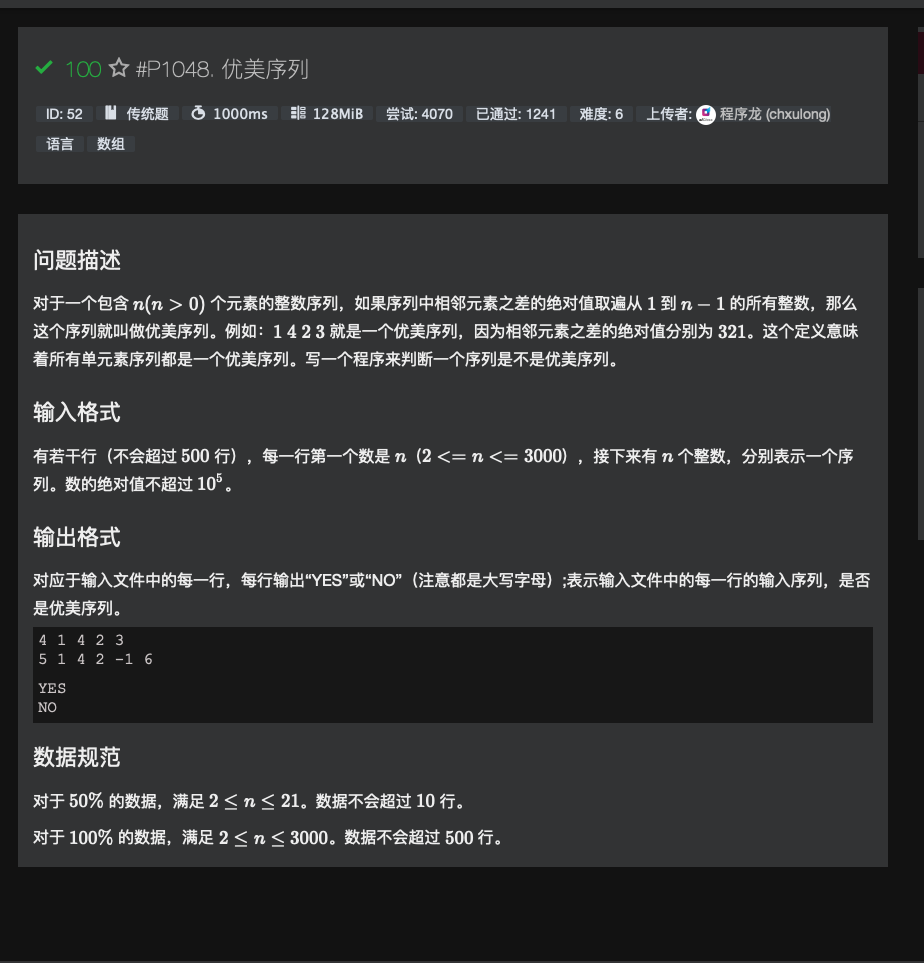 100 #P1048. 优美序列
ID: 52 传统题 1000ms 128MiB 尝试: 4070 已通过: 1241 难度: 6 上传者: 程序龙 (chxulong)
语言 数组
问题描述
对于一个包含 n(n > 0) 个元素的整数序列，如果序列中相邻元素之差的绝对值取遍从 1 到 n − 1 的所有整数，那么
这个序列就叫做优美序列。例如：1 4 2 3 就是一个优美序列，因为相邻元素之差的绝对值分别为 321。这个定义意味
着所有单元素序列都是一个优美序列。写一个程序来判断一个序列是不是优美序列。
输入格式
有若干行（不会超过 500 行），每一行第一个数是 n（2 <= n <= 3000），接下来有 n 个整数，分别表示一个序
列。数的绝对值不超过 10⁵。
输出格式
对应于输入文件中的每一行，每行输出“YES”或“NO”（注意都是大写字母）;表示输入文件中的每一行的输入序列，是否
是优美序列。
4 1 4 2 3
5 1 4 2 -1 6
YES
NO
数据规范
对于 50% 的数据，满足 2 ≤ n ≤ 21。数据不会超过 10 行。
对于 100% 的数据，满足 2 ≤ n ≤ 3000。数据不会超过 500 行。